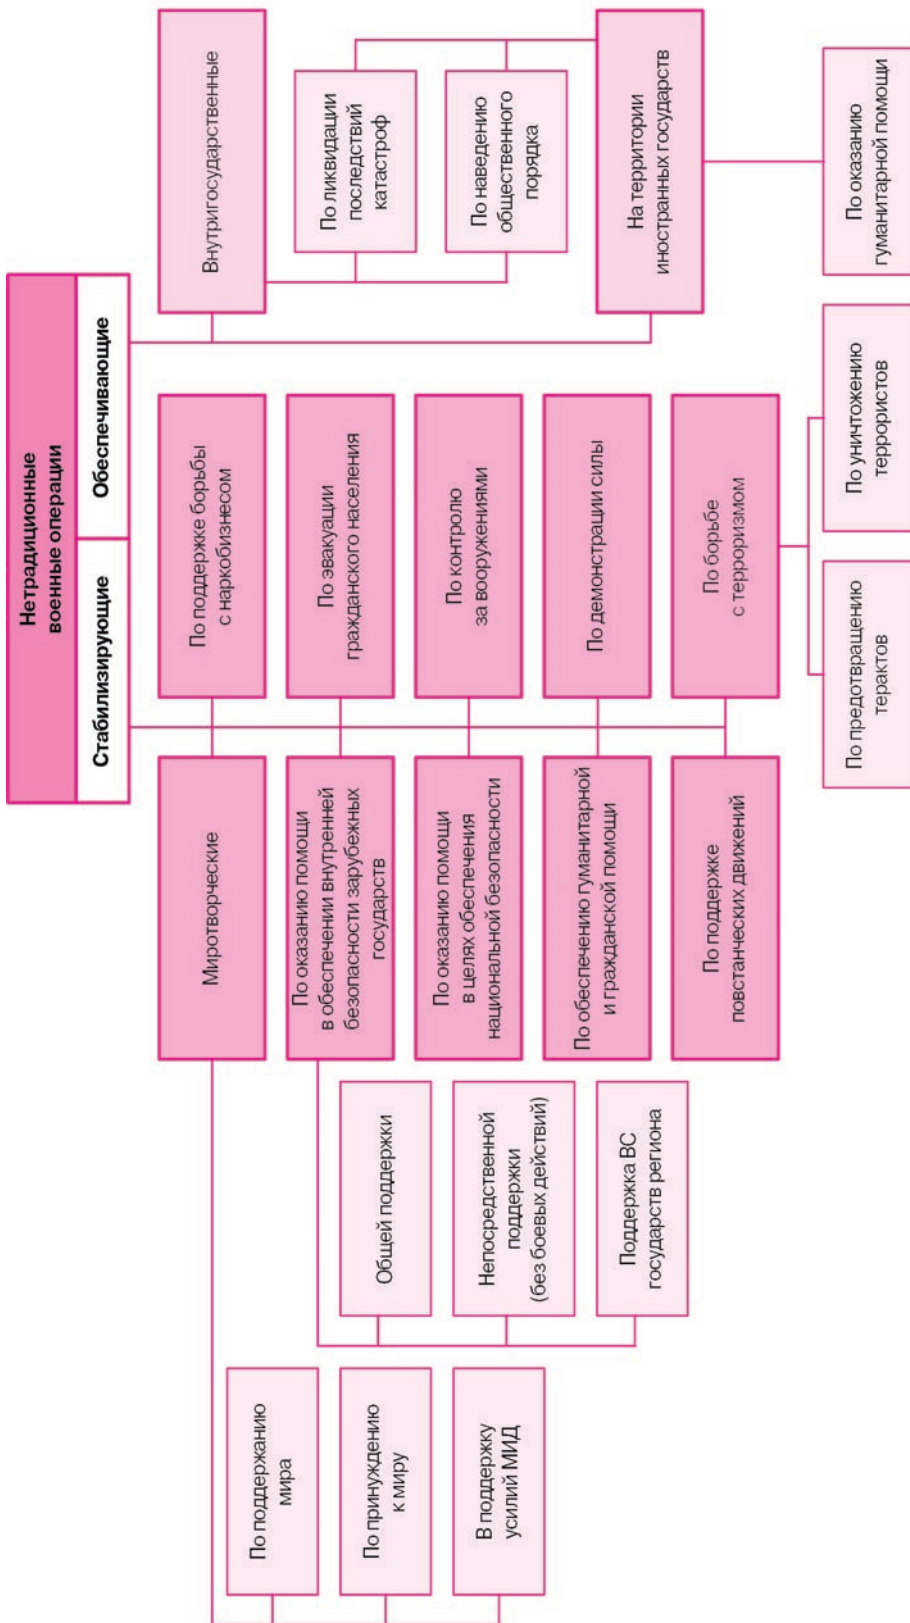 Нетрадиционные
военные операции
Стабилизирующие
Обеспечивающие
Миротворческие
По поддержке борьбы
с наркобизнесом
Внутригосударственные
По оказанию помощи
в обеспечении внутренней
безопасности зарубежных
государств
По эвакуации
гражданского населения
По ликвидации
последствий
катастроф
По оказанию помощи
в целях обеспечения
национальной безопасности
По контролю
за вооружениями
По наведению
общественного
порядка
По обеспечению гуманитарной
и гражданской помощи
По демонстрации силы
На территории
иностранных государств
По поддержке
повстанческих движений
По борьбе
с терроризмом
По поддержанию
мира
По принуждению
к миру
В поддержку
усилий МИД
Общей поддержки
Непосредственной
поддержки
(без боевых действий)
Поддержка ВС
государств региона
По предотвращению
терактов
По уничтожению
террористов
По оказанию
гуманитарной помощи